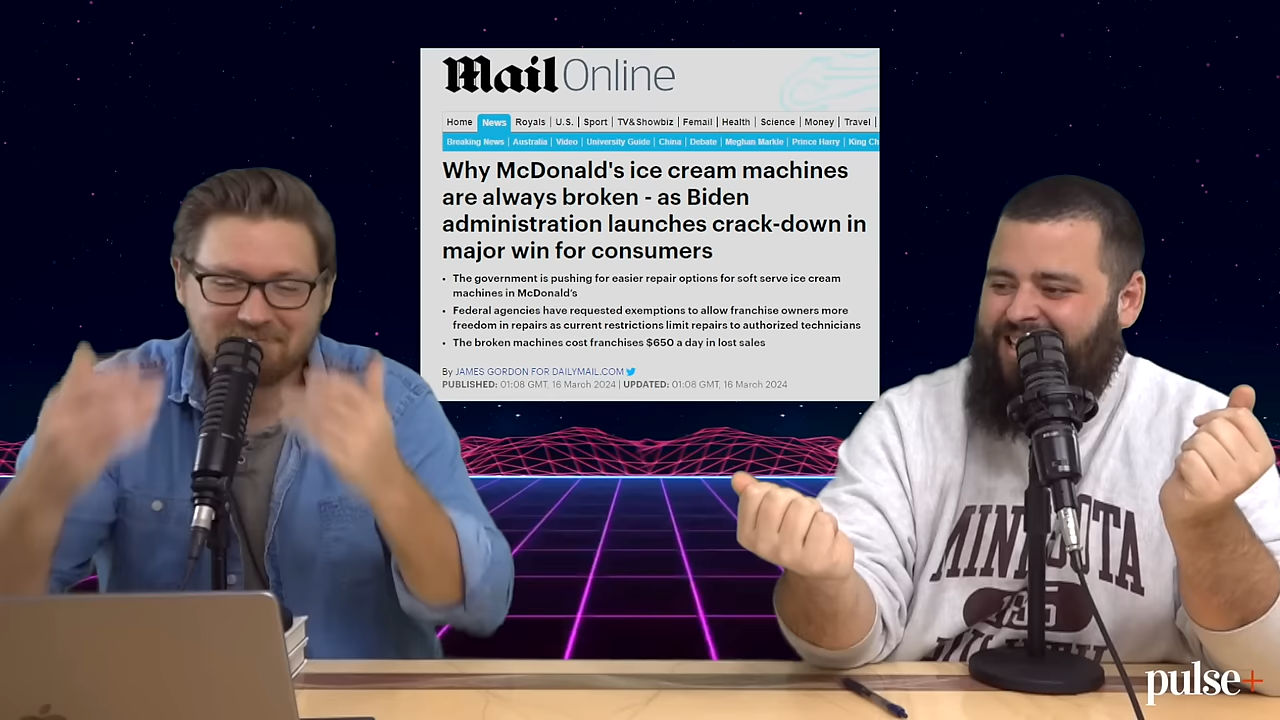 Mail Online
Home | News | Royals | U.S. | Sport | TV&Showbiz | Femail | Health | Science | Money | Travel |
Breaking News | Australia | Video | University Guide | China | Debate | Meghan Markle | Prince Harry | King Ch
Why McDonald's ice cream machines
are always broken - as Biden
administration launches crack-down in
major win for consumers
• The government is pushing for easier repair options for soft serve ice cream
machines in McDonald's
• Federal agencies have requested exemptions to allow franchise owners more
freedom in repairs as current restrictions limit repairs to authorized technicians
• The broken machines cost franchises $650 a day in lost sales
By JAMES GORDON FOR DAILYMAIL.COM
PUBLISHED: 01:08 GMT, 16 March 2024 | UPDATED: 01:08 GMT, 16 March 2024
pulse+